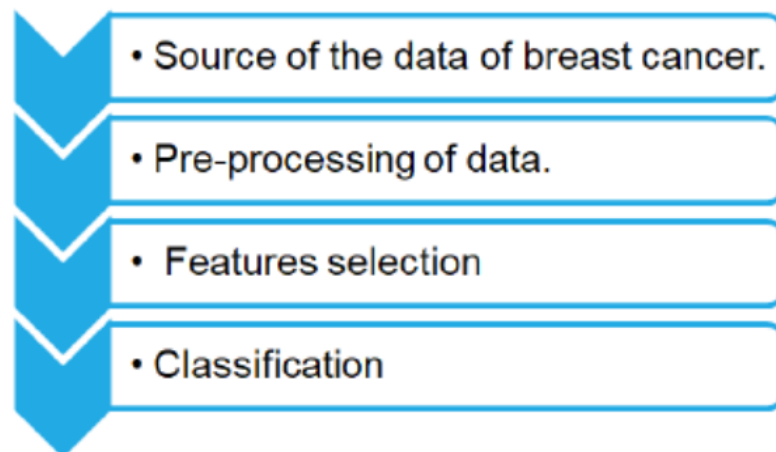 • Source of the data of breast cancer.
• Pre-processing of data.
• Features selection
• Classification